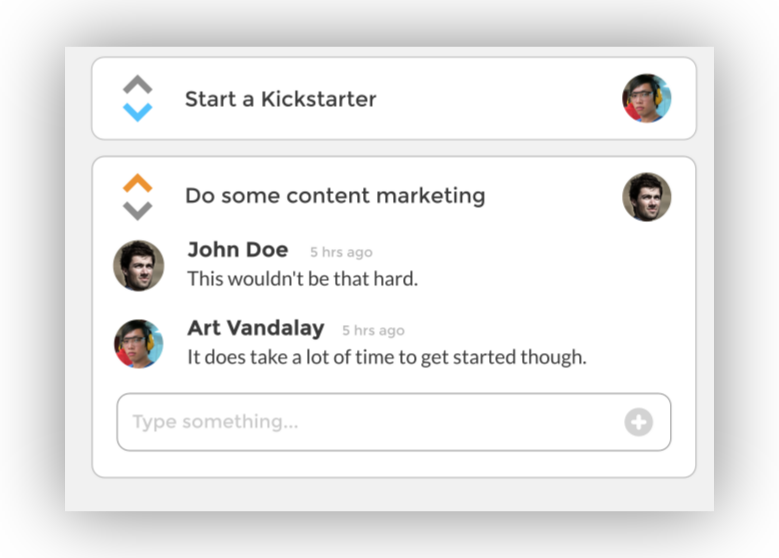 Start a Kickstarter
Do some content marketing
John Doe 5 hrs ago
This wouldn't be that hard.
Art Vandalay 5 hrs ago
It does take a lot of time to get started though.
Type something...